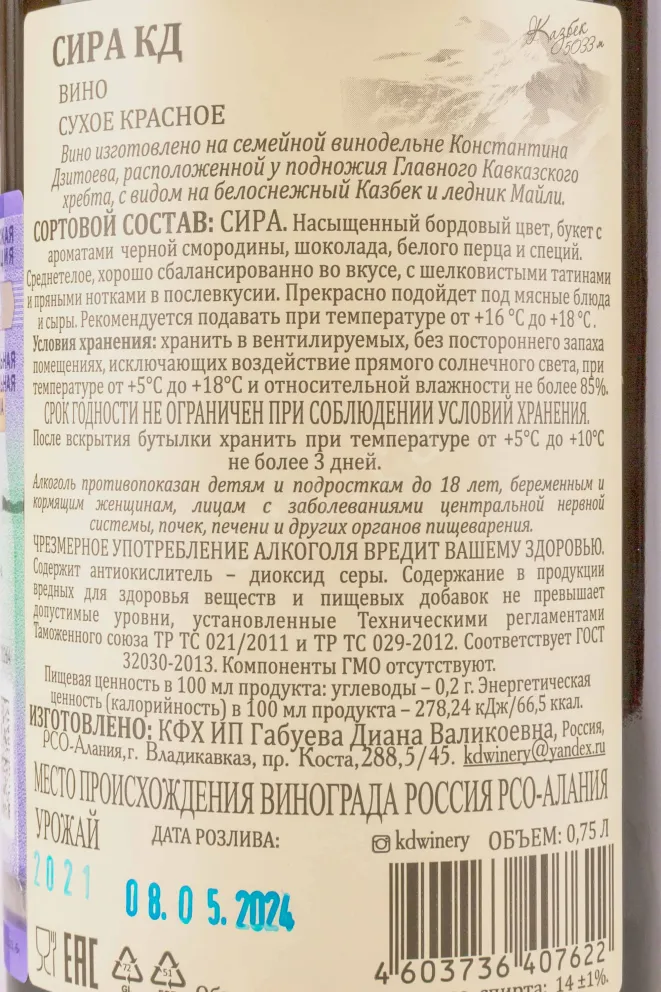 СИРА КД
Казбек
5033 м
ВИНО
СУХОЕ КРАСНОЕ
Вино изготовлено на семейной винодельне Константина
Дзитоева, расположенной у подножия Главного Кавказского
хребта, с видом на белоснежный Казбек и ледник Майли.
СОРТОВОЙ СОСТАВ: СИРА. Насыщенный бордовый цвет, букет с
ароматами черной смородины, шоколада, белого перца и специй.
Среднетелое, хорошо сбалансировано во вкусе, с шелковистыми татинами
и пряными нотками в послевкусии. Прекрасно подойдет под мясные блюда
и сыры. Рекомендуется подавать при температуре от +16 °С до +18 °С.
Условия хранения: хранить в вентилируемых, без постороннего запаха
помещениях, исключающих воздействие прямого солнечного света, при
температуре от +5°С до +18°С и относительной влажности не более 85%.
СРОК ГОДНОСТИ НЕ ОГРАНИЧЕН ПРИ СОБЛЮДЕНИИ УСЛОВИЙ ХРАНЕНИЯ.
После вскрытия бутылки хранить при температуре от +5°С до +10°С
не более 3 дней.
Алкоголь противопоказан детям и подросткам до 18 лет, беременным и
кормящим женщинам, лицам с заболеваниями центральной нервной
системы, почек, печени и других органов пищеварения.
ЧРЕЗМЕРНОЕ УПОТРЕБЛЕНИЕ АЛКОГОЛЯ ВРЕДИТ ВАШЕМУ ЗДОРОВЬЮ.
Содержит антиокислитель – диоксид серы. Содержание в продукции
вредных для здоровья веществ и пищевых добавок не превышает
допустимые уровни, установленные Техническими регламентами
Таможенного союза ТР ТС 021/2011 и ТР ТС 029-2012. Соответствует ГОСТ
32030-2013. Компоненты ГМО отсутствуют.
Пищевая ценность в 100 мл продукта: углеводы – 0,2 г. Энергетическая
ценность (калорийность) в 100 мл продукта – 278,24 кДж/66,5 ккал.
ИЗГОТОВЛЕНО: КФХ ИП Габуева Диана Валикоевна, Россия,
РСО-Алания, г. Владикавказ, пр. Коста, 288,5/45. kdwinery@yandex.ru
МЕСТО ПРОИСХОЖДЕНИЯ ВИНОГРАДА РОССИЯ РСО-АЛАНИЯ
УРОЖАЙ ДАТА РОЗЛИВА: kdwinery ОБЪЕМ: 0,75 Л
2021 08.05.2024
EAC 72 51
GL
4 603736 407622
спирта: 14 ±1%.